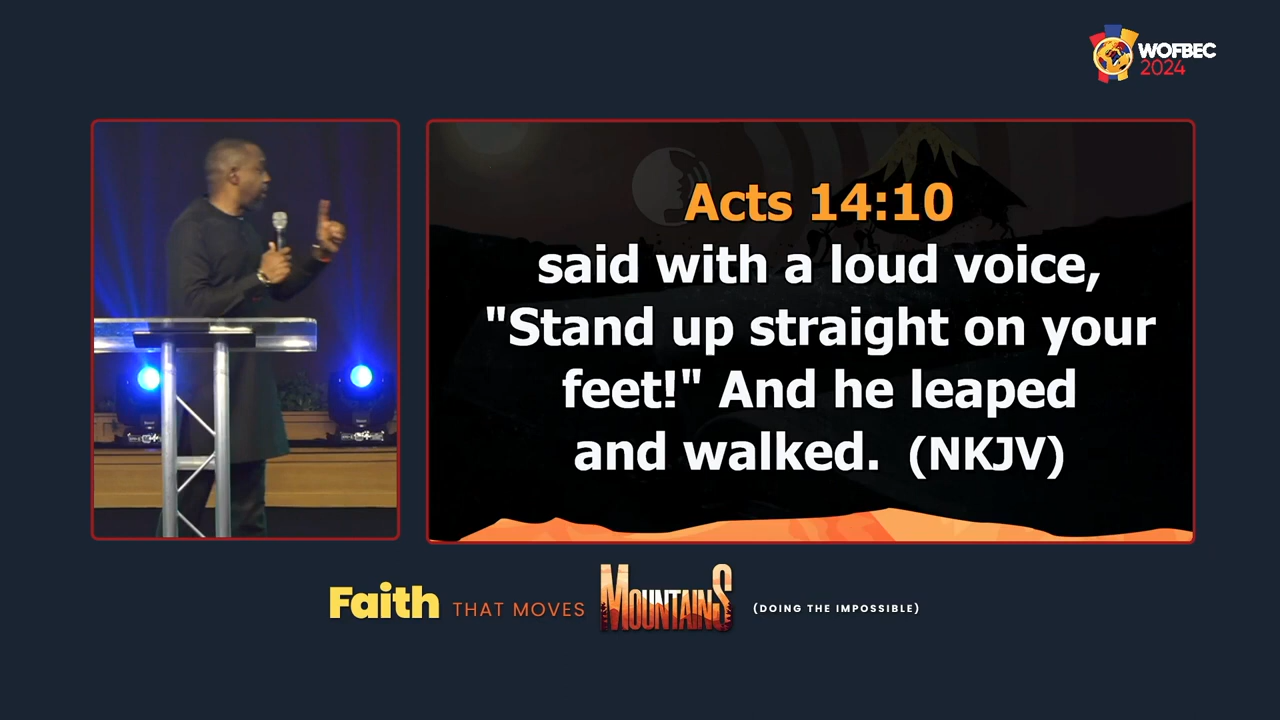 WOFBEC
2024
Acts 14:10
said with a loud voice,
"Stand up straight on your
feet!" And he leaped
and walked. (NKJV)
Faith THAT MOVES MOUNTAINS (DOING THE IMPOSSIBLE)